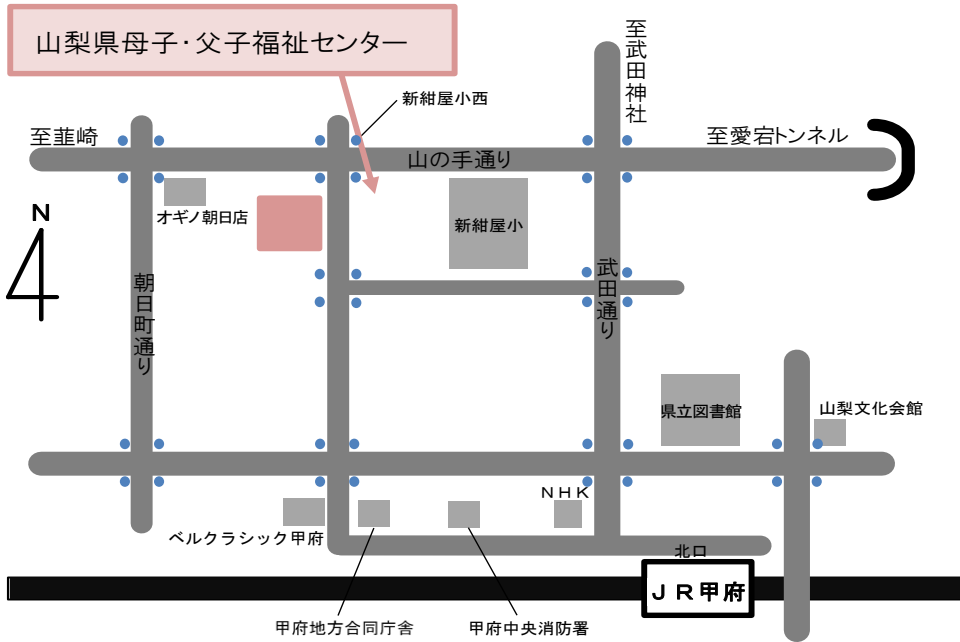 山梨県母子・父子福祉センター
至武田神社
新紺屋小西
至韮崎
山の手通り
至愛宕トンネル
オギノ朝日店
新紺屋小
N
朝日町通り
武田通り
県立図書館
山梨文化会館
NHK
ベルクラシック甲府
北口
JR甲府
甲府地方合同庁舎
甲府中央消防署